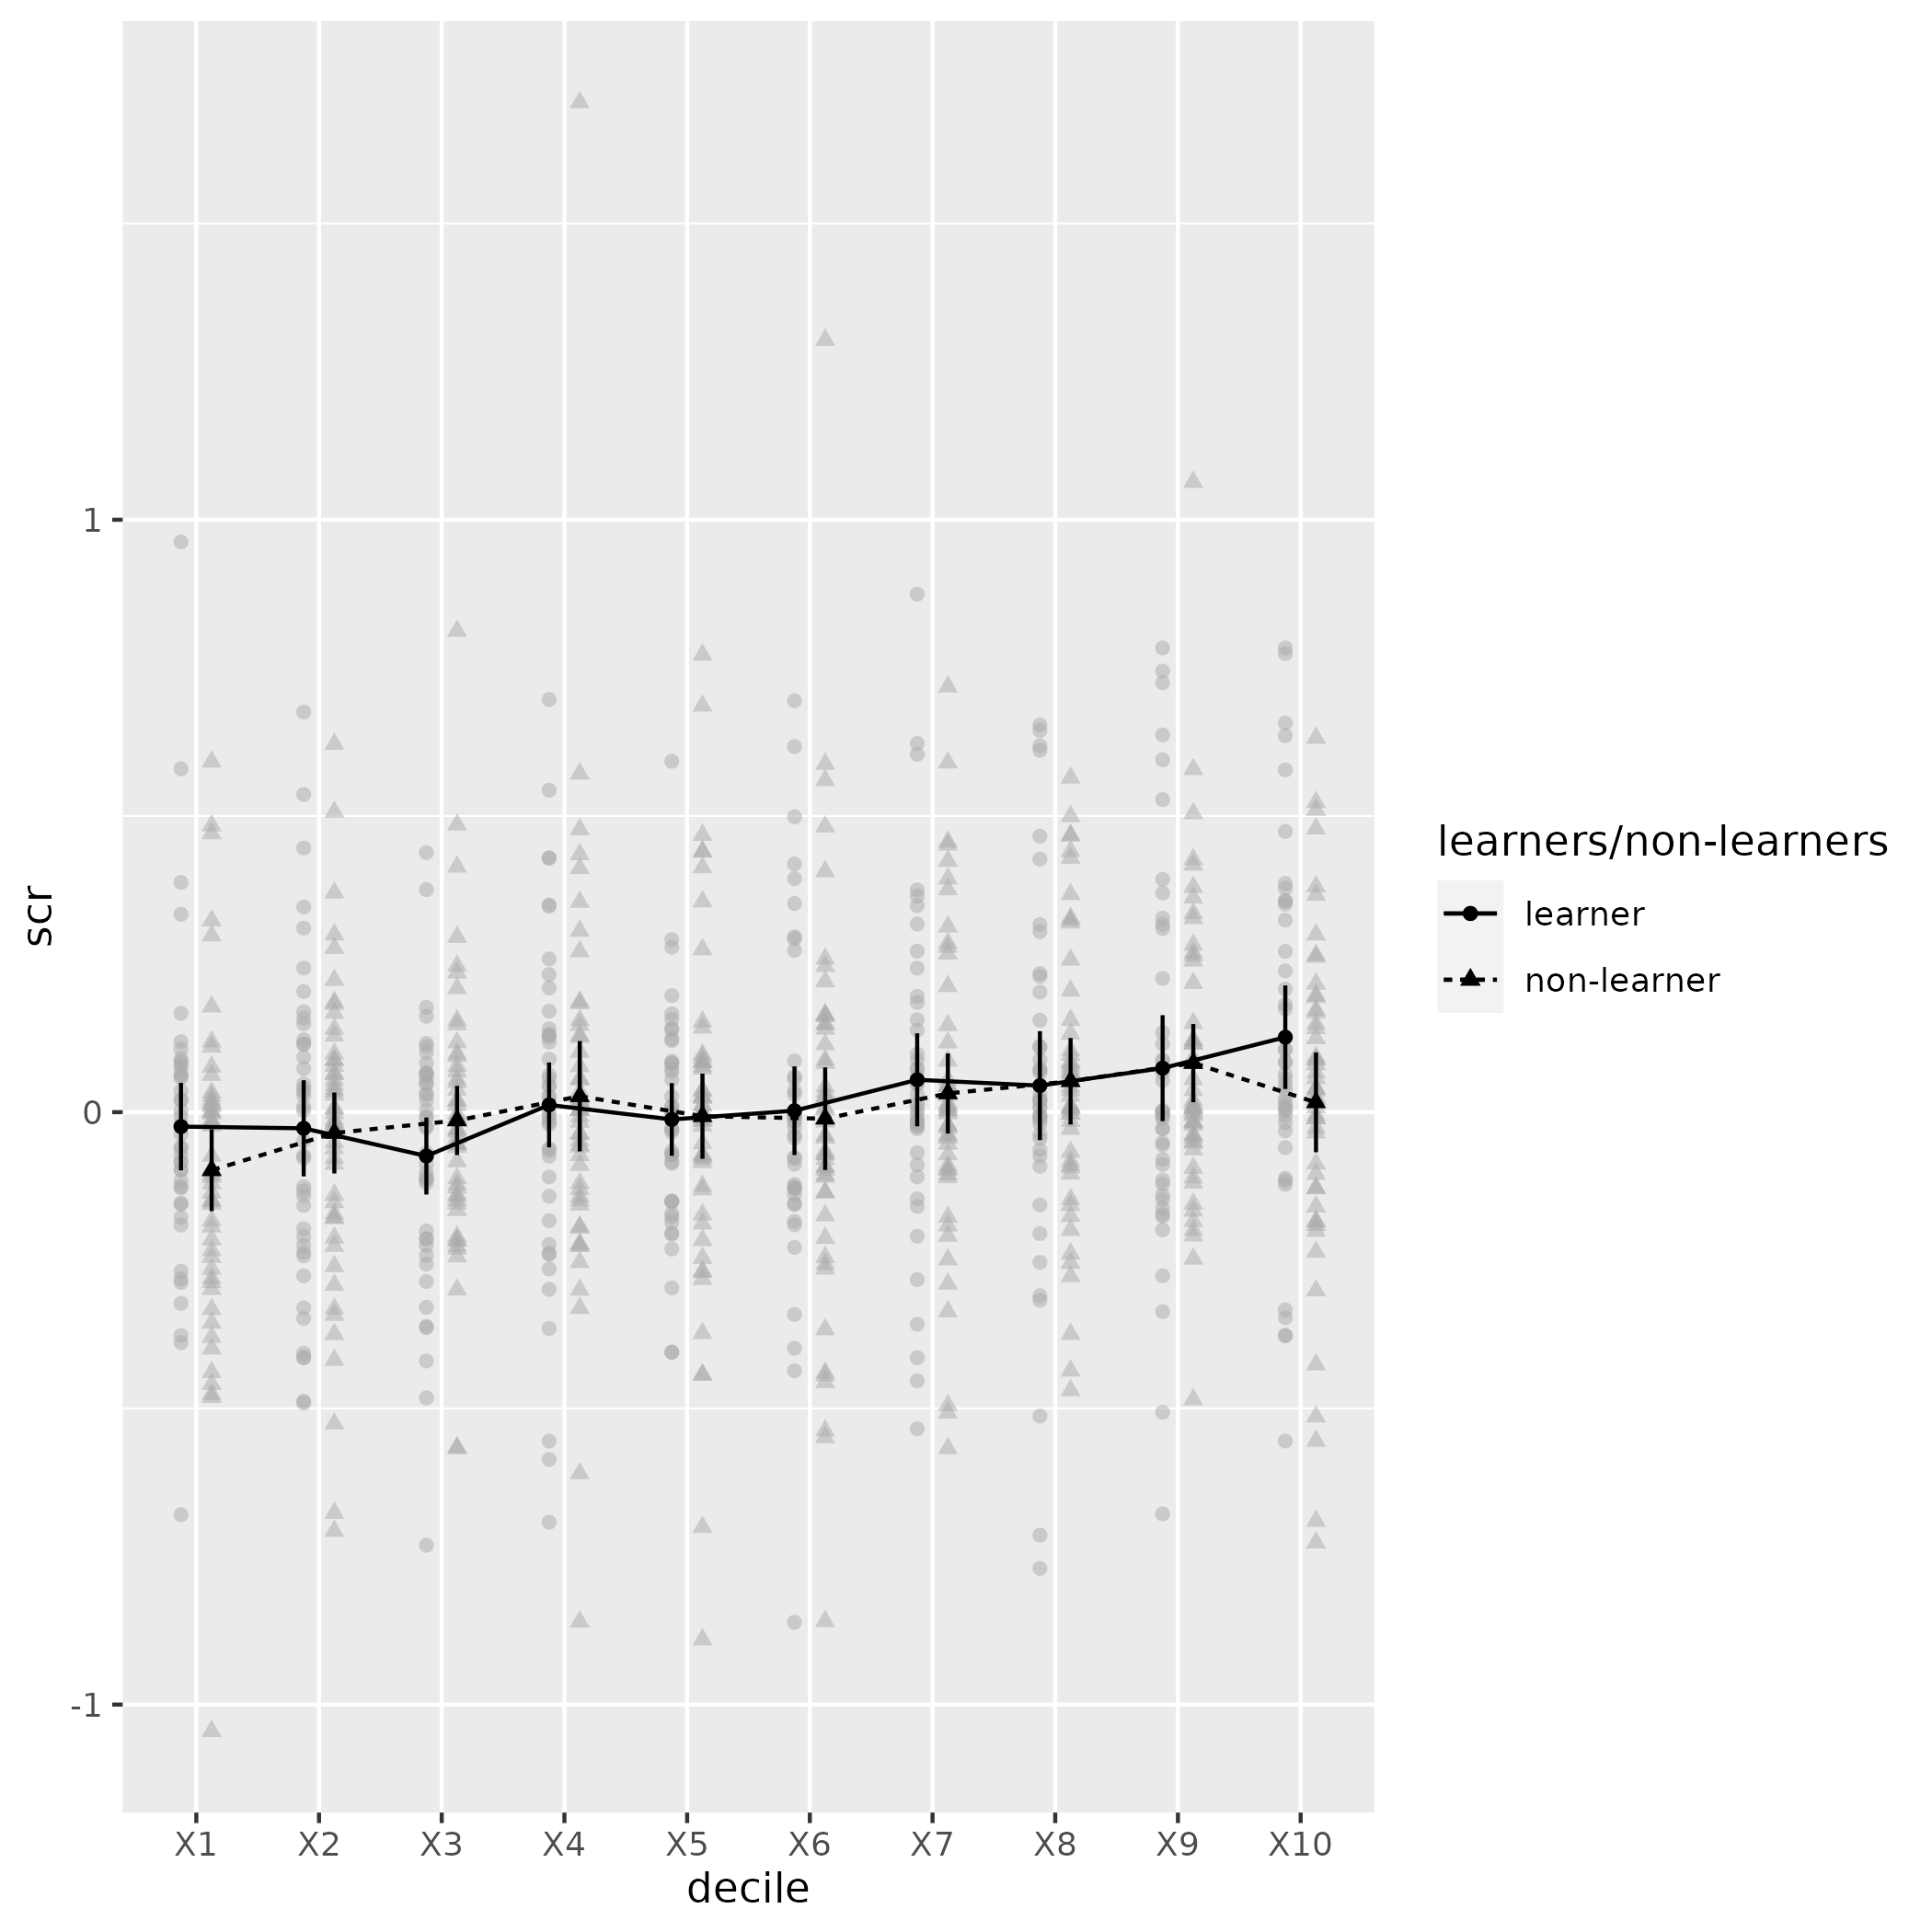 scr
1
0
-1
X1 X2 X3 X4 X5 X6 X7 X8 X9 X10
decile
learners/non-learners
learner
non-learner